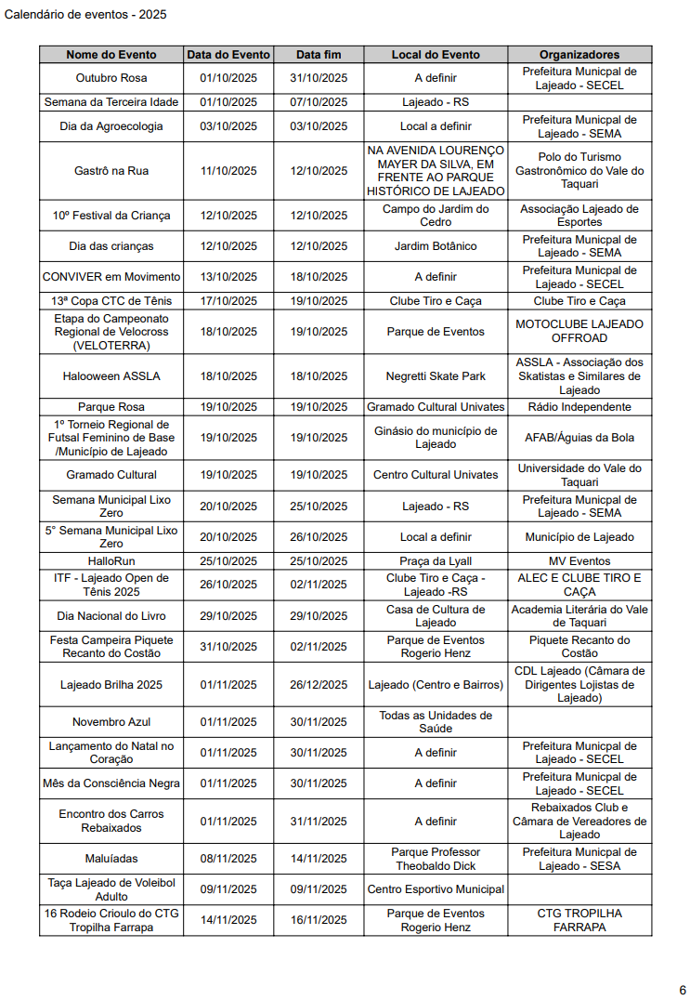 Calendário de eventos - 2025
Nome do Evento Data do Evento Data fim Local do Evento Organizadores
Outubro Rosa 01/10/2025 31/10/2025 A definir Prefeitura Municpal de
Lajeado - SECEL
Semana da Terceira Idade 01/10/2025 07/10/2025 Lajeado - RS
Dia da Agroecologia 03/10/2025 03/10/2025 Local a definir Prefeitura Municpal de
Lajeado - SEMA
Gastrô na Rua 11/10/2025 12/10/2025 NA AVENIDA LOURENÇO
MAYER DA SILVA, EM
FRENTE AO PARQUE
HISTÓRICO DE LAJEADO
Polo do Turismo
Gastronômico do Vale do
Taquari
10º Festival da Criança 12/10/2025 12/10/2025 Campo do Jardim do
Cedro
Associação Lajeado de
Esportes
Dia das crianças 12/10/2025 12/10/2025 Jardim Botânico Prefeitura Municpal de
Lajeado - SEMA
CONVIVER em Movimento 13/10/2025 18/10/2025 A definir Prefeitura Municpal de
Lajeado - SECEL
13ª Copa CTC de Tênis 17/10/2025 19/10/2025 Clube Tiro e Caça Clube Tiro e Caça
Etapa do Campeonato
Regional de Velocross
(VELOTERRA)
18/10/2025 19/10/2025 Parque de Eventos MOTOCLUBE LAJEADO
OFFROAD
Halooween ASSLA 18/10/2025 18/10/2025 Negretti Skate Park ASSLA - Associação dos
Skatistas e Similares de
Lajeado
Parque Rosa 19/10/2025 19/10/2025 Gramado Cultural Univates Rádio Independente
1º Torneio Regional de
Futsal Feminino de Base
/Município de Lajeado
19/10/2025 19/10/2025 Ginásio do município de
Lajeado
AFAB/Águias da Bola
Gramado Cultural 19/10/2025 19/10/2025 Centro Cultural Univates Universidade do Vale do
Taquari
Semana Municipal Lixo
Zero
20/10/2025 25/10/2025 Lajeado - RS Prefeitura Municpal de
Lajeado - SEMA
5° Semana Municipal Lixo
Zero
20/10/2025 26/10/2025 Local a definir Município de Lajeado
HalloRun 25/10/2025 25/10/2025 Praça da Lyall MV Eventos
ITF - Lajeado Open de
Tênis 2025
26/10/2025 02/11/2025 Clube Tiro e Caça -
Lajeado -RS
ALEC E CLUBE TIRO E
CAÇA
Dia Nacional do Livro 29/10/2025 29/10/2025 Casa de Cultura de
Lajeado
Academia Literária do Vale
de Taquari
Festa Campeira Piquete
Recanto do Costão
31/10/2025 02/11/2025 Parque de Eventos
Rogerio Henz
Piquete Recanto do
Costão
Lajeado Brilha 2025 01/11/2025 26/12/2025 Lajeado (Centro e Bairros) CDL Lajeado (Câmara de
Dirigentes Lojistas de
Lajeado)
Novembro Azul 01/11/2025 30/11/2025 Todas as Unidades de
Saúde
Lançamento do Natal no
Coração
01/11/2025 30/11/2025 A definir Prefeitura Municpal de
Lajeado - SECEL
Mês da Consciência Negra 01/11/2025 30/11/2025 A definir Prefeitura Municpal de
Lajeado - SECEL
Encontro dos Carros
Rebaixados
01/11/2025 31/11/2025 A definir Rebaixados Club e
Câmara de Vereadores de
Lajeado
Maluíadas 08/11/2025 14/11/2025 Parque Professor
Theobaldo Dick
Prefeitura Municpal de
Lajeado - SESA
Taça Lajeado de Voleibol
Adulto
09/11/2025 09/11/2025 Centro Esportivo Municipal
16 Rodeio Crioulo do CTG
Tropilha Farrapa
14/11/2025 16/11/2025 Parque de Eventos
Rogerio Henz
CTG TROPILHA
FARRAPA
6